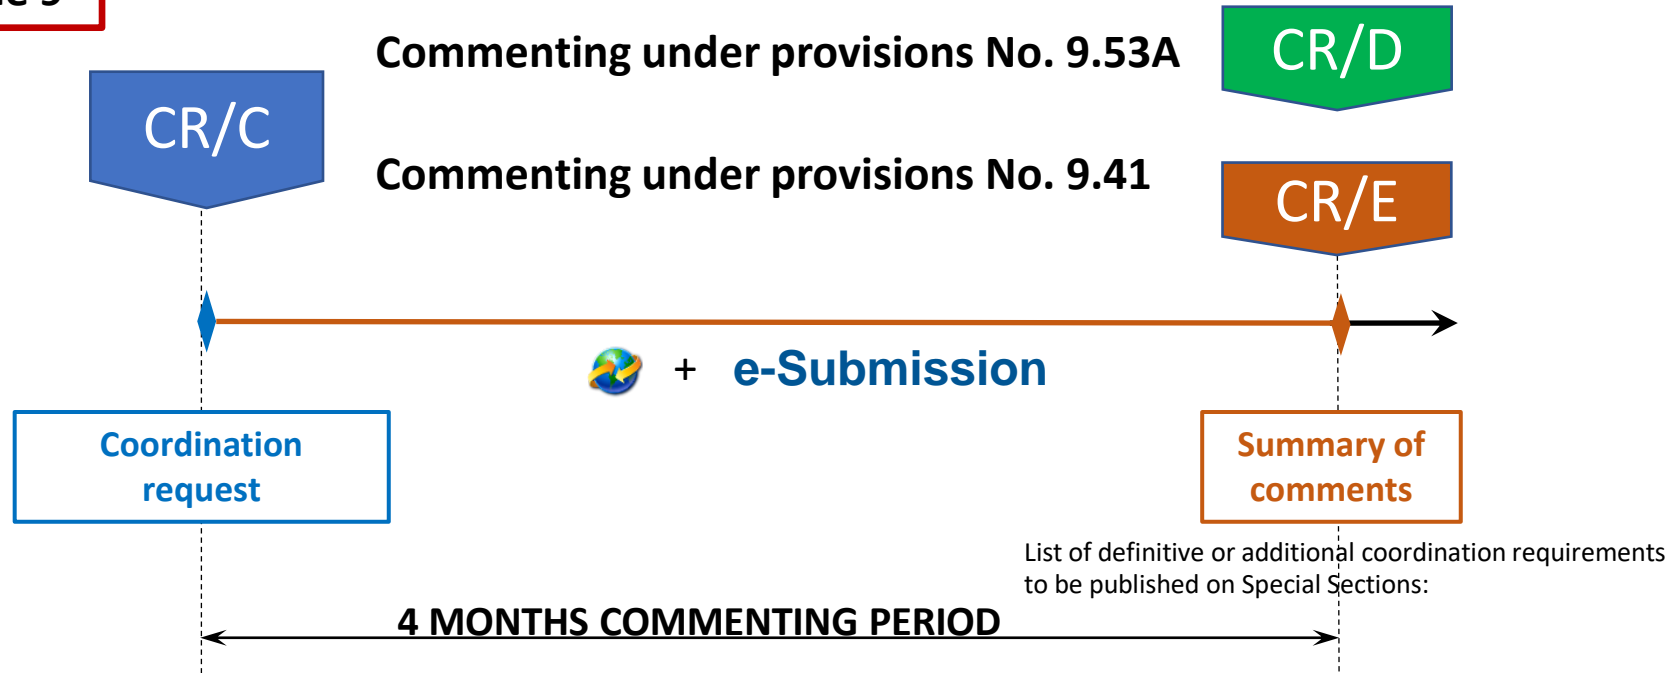 Commenting under provisions No. 9.53A
CR/D
CR/C
Commenting under provisions No. 9.41
CR/E
+ e-Submission
Coordination
request
Summary of
comments
List of definitive or additional coordination requirements
to be published on Special Sections:
4 MONTHS COMMENTING PERIOD